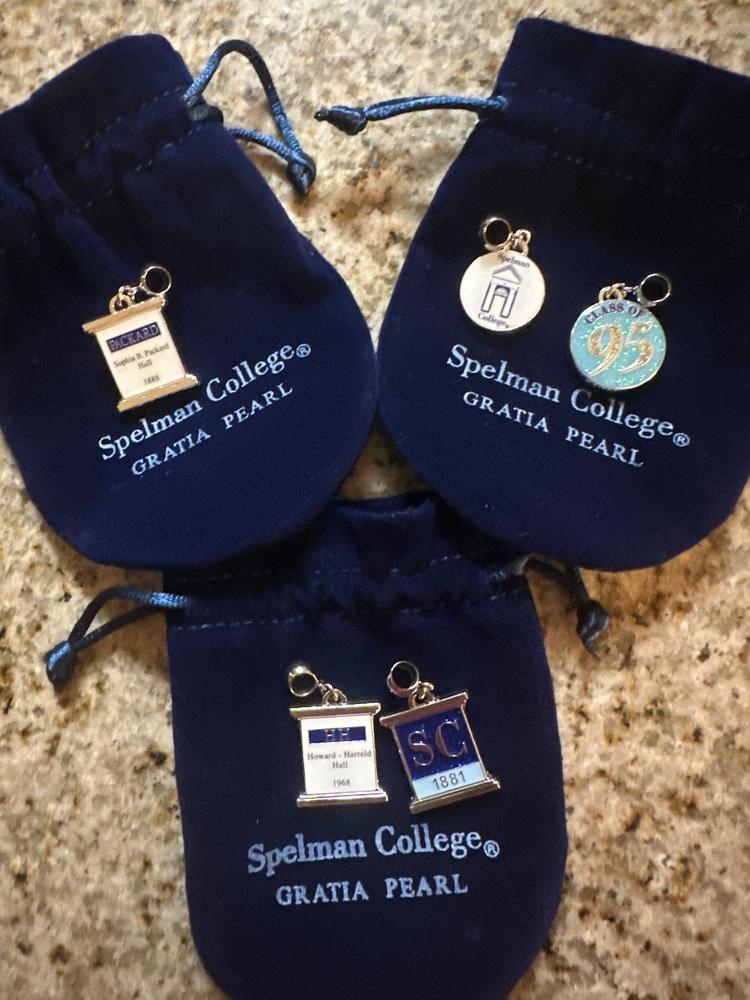 PACKARD
Sophia B. Packard
Hall
1888
Spelman College®
GRATIA PEARL
Spelman
College®
CLASS OF
95
Spelman College®
GRATIA PEARL
HH
Howard - Harreld
Hall
1968
SC
1881
Spelman College®
GRATIA PEARL